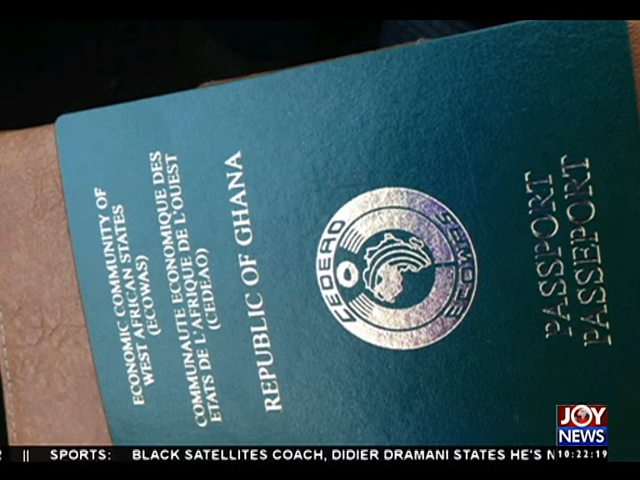 ECONOMIC COMMUNITY OF
WEST AFRICAN STATES
(ECOWAS)
COMMUNAUTE ECONOMIQUE DES
ETATS DE L'AFRIQUE DE L'OUEST
(CEDEAO)
REPUBLIC OF GHANA
CEDEAO
ECOWAS
PASSPORT
PASSEPORT
JOY
NEWS
|| SPORTS: BLACK SATELLITES COACH, DIDIER DRAMANI STATES HE'S
10:22:19